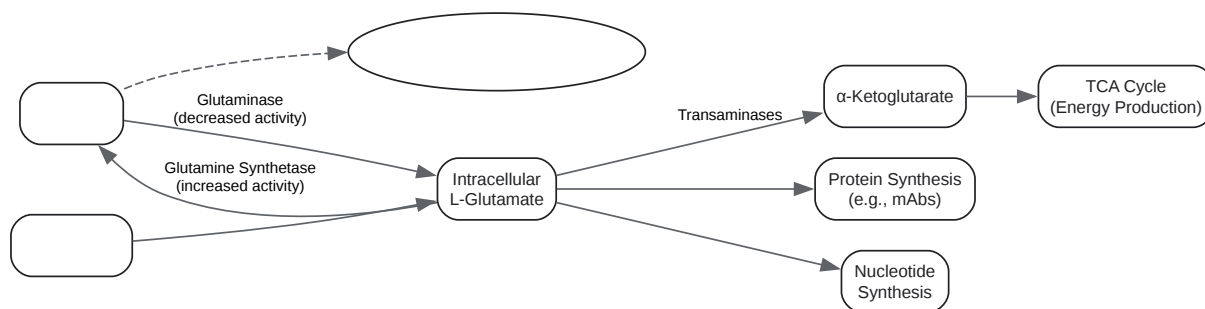 Glutaminase
(decreased activity)
Glutamine Synthetase
(increased activity)
Intracellular
L-Glutamate
Transaminases
α-Ketoglutarate
TCA Cycle
(Energy Production)
Protein Synthesis
(e.g., mAbs)
Nucleotide
Synthesis